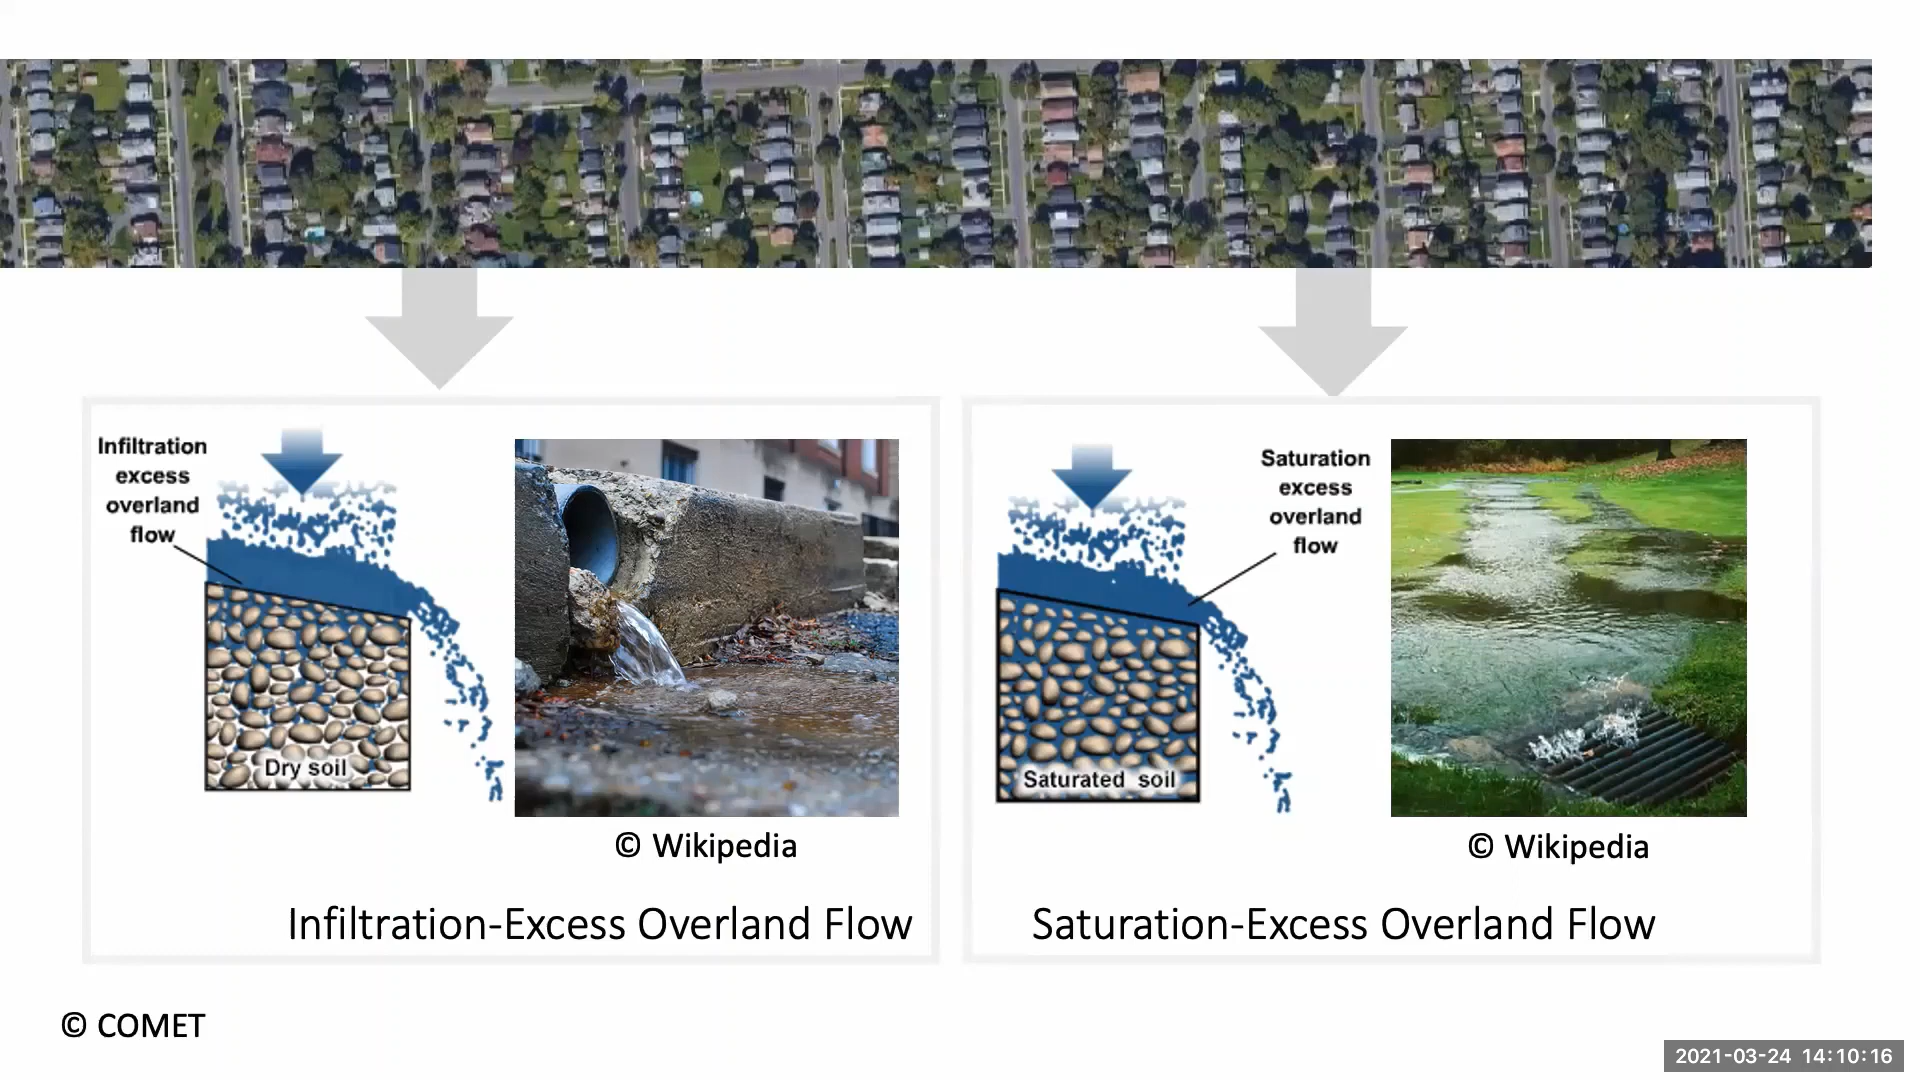 Infiltration
excess
overland
flow
Dry soil
© Wikipedia
Infiltration-Excess Overland Flow
Saturation
excess
overland
flow
Saturated soil
© Wikipedia
Saturation-Excess Overland Flow
© COMET
2021-03-24 14:10:16